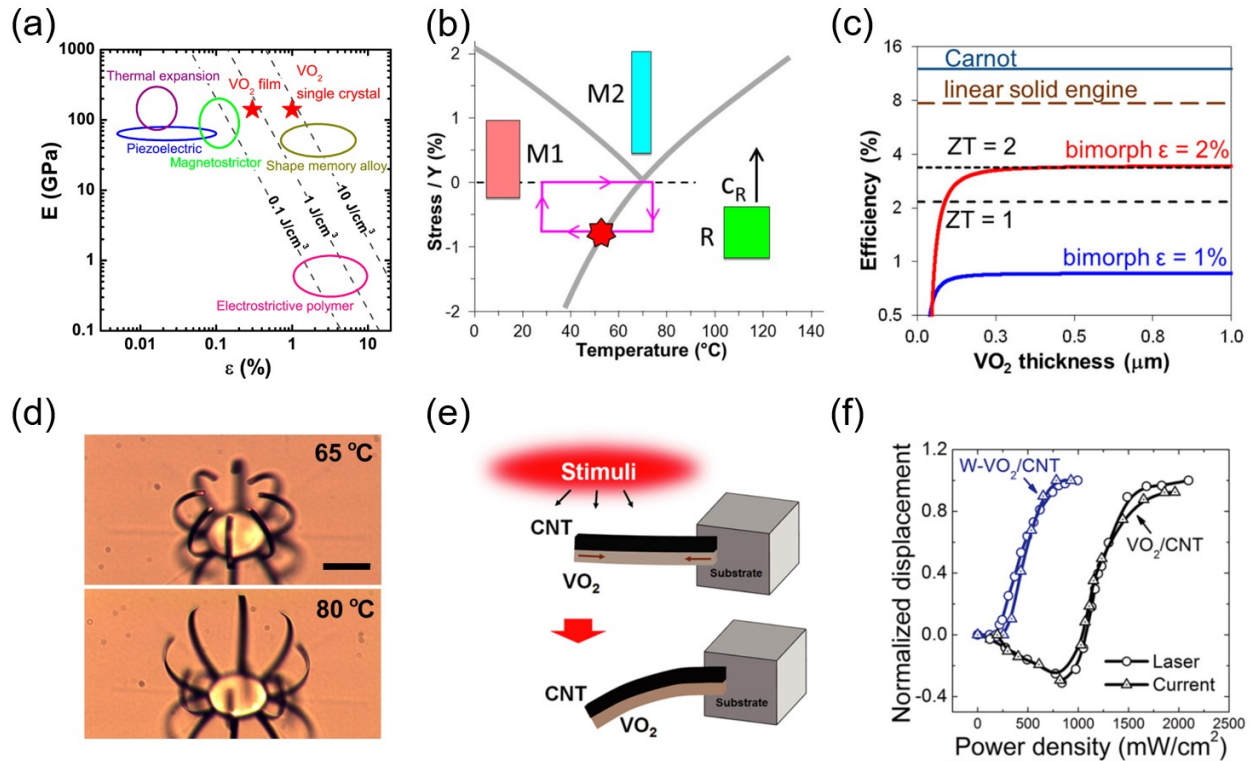 (a)
1000
100
10
1
0.1
E (GPa)
Thermal expansion
VO2 film
VO2
single crystal
Piezoelectric
Magnetostrictor
Shape memory alloy
0.1 J/cm3
1 J/cm3
10 J/cm3
Electrostrictive polymer
0.01
0.1
1
10
ε (%)
(b)
2
1
0
-1
-2
Stress / Y (%)
M1
M2
cR
R
0
20
40
60
80
100
120
140
Temperature (°C)
(c)
16
8
4
2
1
0.5
Efficiency (%)
Carnot
linear solid engine
ZT = 2
bimorph ε = 2%
ZT = 1
bimorph ε = 1%
0.0
0.3
0.5
0.8
1.0
VO2 thickness (μm)
(d)
65 °C
80 °C
(e)
Stimuli
CNT
VO2
Substrate
CNT
VO2
Substrate
(f)
1.2
0.8
0.4
0.0
-0.4
Normalized displacement
W-VO2/CNT
VO2/CNT
Laser
Current
0
500
1000
1500
2000
2500
Power density (mW/cm2)